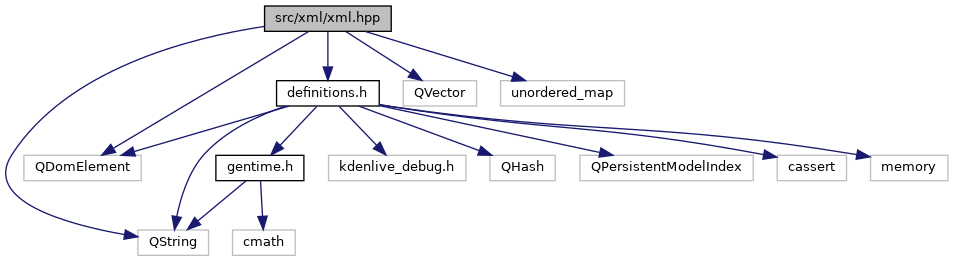 src/xml/xml.hpp
definitions.h
QVector
unordered_map
QDomElement
gentime.h
kdenlive_debug.h
QHash
QPersistentModelIndex
cassert
memory
QString
cmath